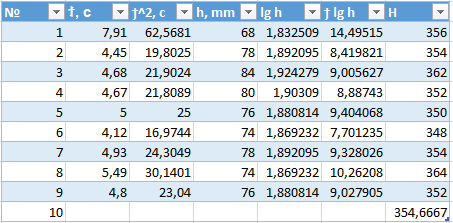 № †, с †^2, с h, mm lg h † lg h H
1 7,91 62,5681 68 1,832509 14,49515 356
2 4,45 19,8025 78 1,892095 8,419821 354
3 4,68 21,9024 84 1,924279 9,005627 362
4 4,67 21,8089 80 1,90309 8,88743 352
5 5 25 76 1,880814 9,404068 350
6 4,12 16,9744 74 1,869232 7,701235 348
7 4,93 24,3049 78 1,892095 9,328026 354
8 5,49 30,1401 74 1,869232 10,26208 364
9 4,8 23,04 76 1,880814 9,027905 352
10 354,6667